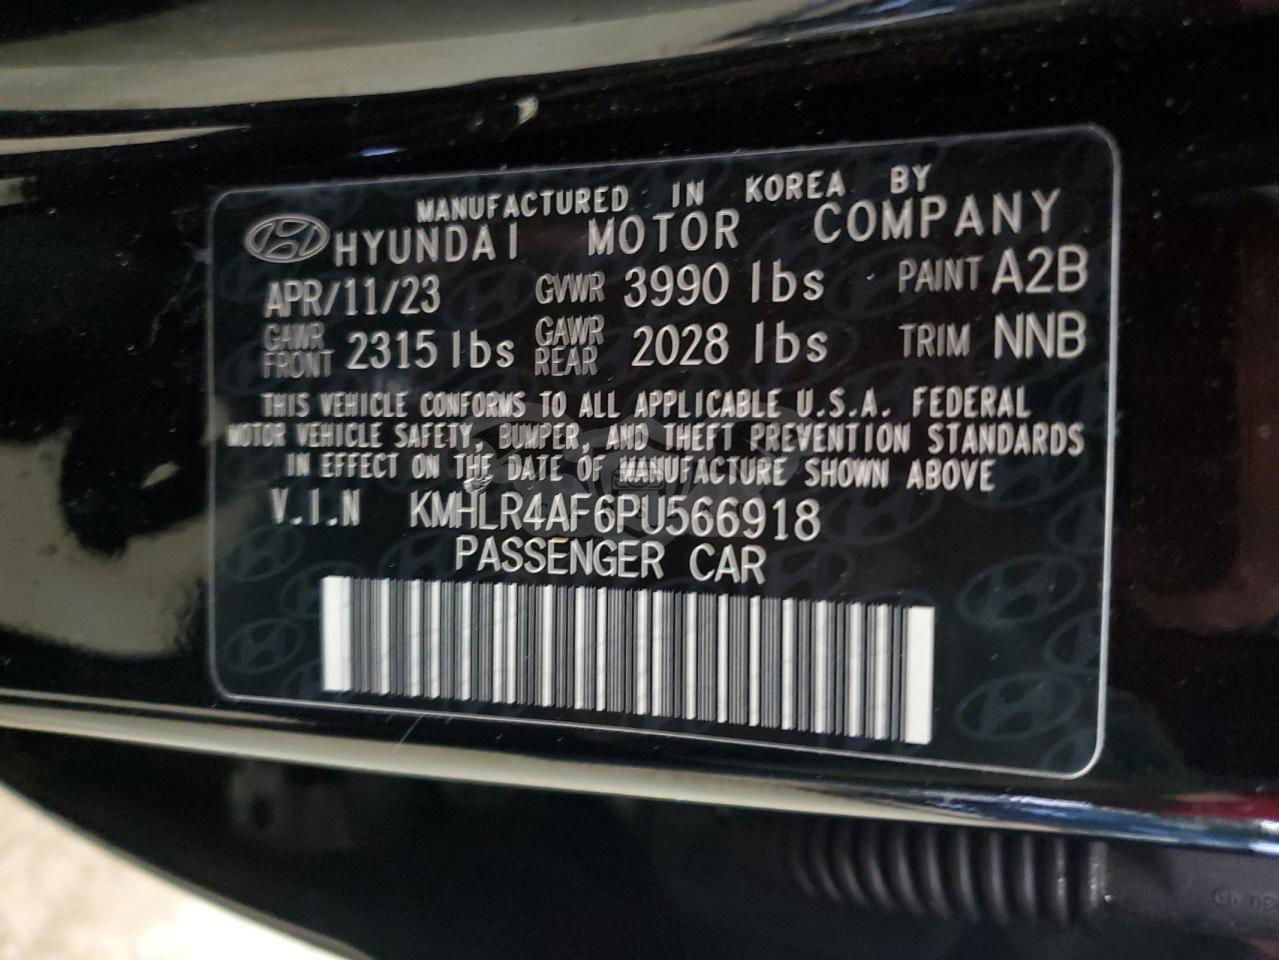 MANUFACTURED IN KOREA BY
HYUNDAI MOTOR COMPANY
APR/11/23 GVWR 3990 lbs PAINT A2B
GAWR FRONT 2315 lbs GAWR REAR 2028 lbs TRIM NNB
THIS VEHICLE CONFORMS TO ALL APPLICABLE U.S.A. FEDERAL
MOTOR VEHICLE SAFETY, BUMPER, AND THEFT PREVENTION STANDARDS
IN EFFECT ON THE DATE OF MANUFACTURE SHOWN ABOVE
V.I.N KMHLR4AF6PU566918
PASSENGER CAR